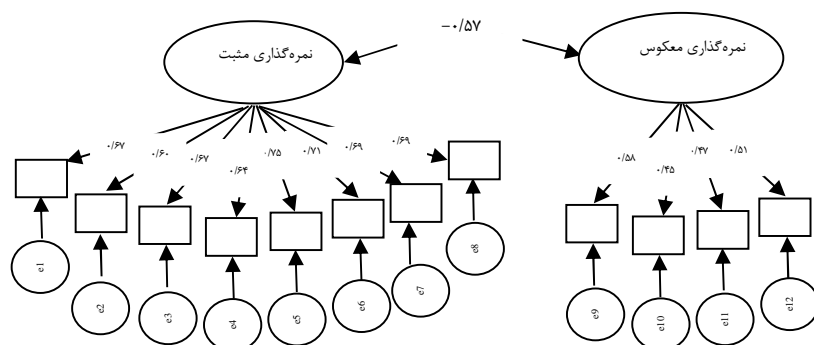 −۰/۵۷
نمره‌گذاری مثبت
نمره‌گذاری معکوس
۰/۶۷
۰/۶۰
۰/۶۷
۰/۶۴
۰/۷۵
۰/۷۱
۰/۶۹
۰/۶۹
۰/۵۸
۰/۴۵
۰/۴۷
۰/۵۱
e1
e2
e3
e4
e5
e6
e7
e8
e9
e10
e11
e12